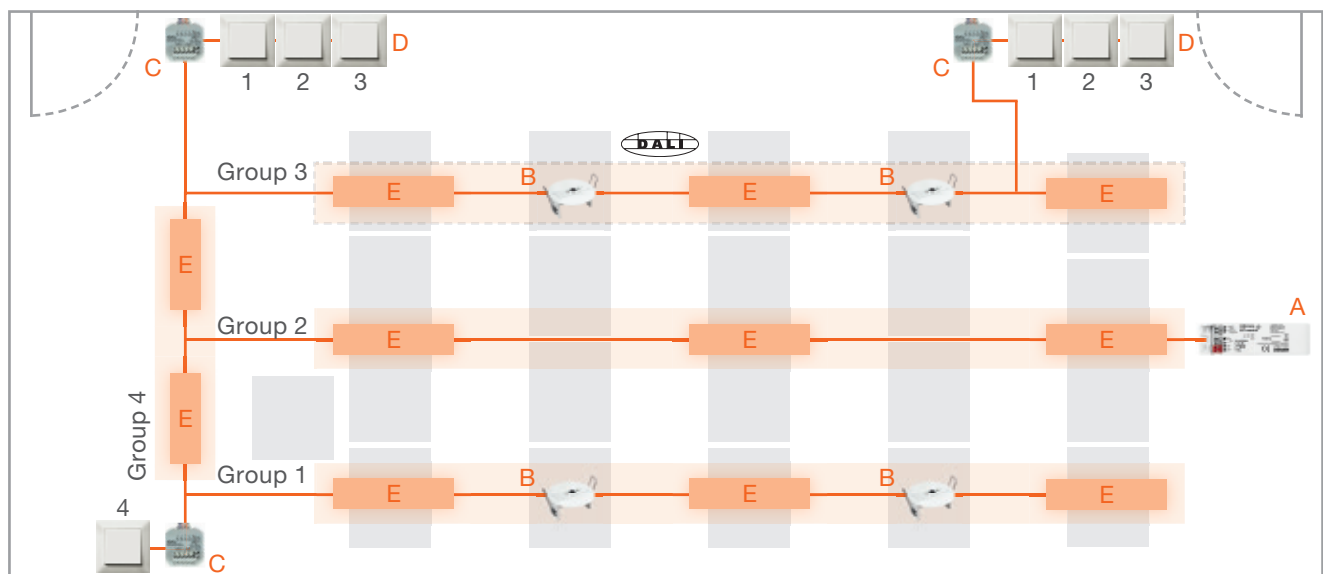 C D C D
1 2 3 1 2 3
DALI
Group 3 E B E B E
E
A
Group 2 E E E
E
Group 4
Group 1 E B E B E
4
C